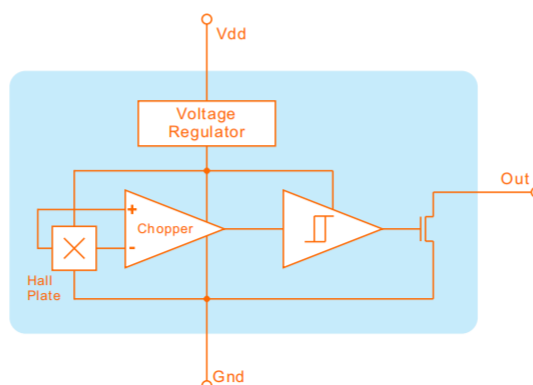 Vdd
Voltage
Regulator
Out
+
Chopper
-
Hall
Plate
Gnd